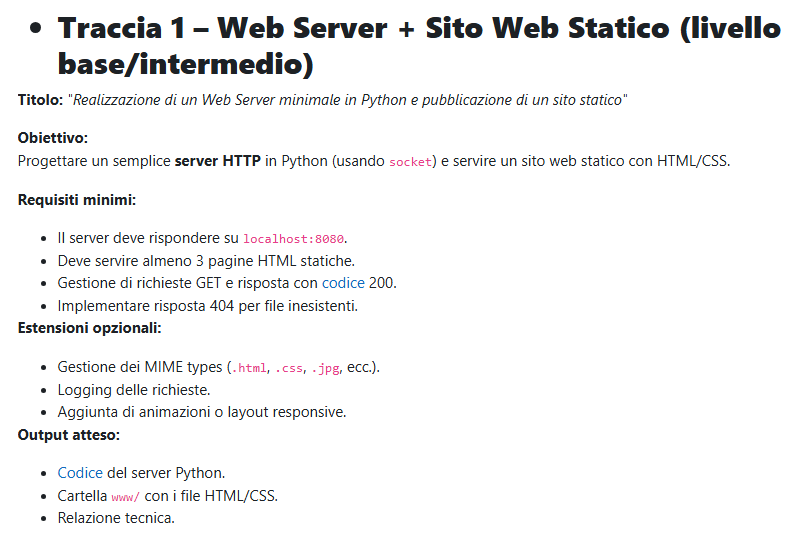 • Traccia 1 – Web Server + Sito Web Statico (livello
base/intermedio)
Titolo: "Realizzazione di un Web Server minimale in Python e pubblicazione di un sito statico"
Obiettivo:
Progettare un semplice server HTTP in Python (usando socket) e servire un sito web statico con HTML/CSS.
Requisiti minimi:
• Il server deve rispondere su localhost:8080.
• Deve servire almeno 3 pagine HTML statiche.
• Gestione di richieste GET e risposta con codice 200.
• Implementare risposta 404 per file inesistenti.
Estensioni opzionali:
• Gestione dei MIME types (.html, .css, .jpg, ecc.).
• Logging delle richieste.
• Aggiunta di animazioni o layout responsive.
Output atteso:
• Codice del server Python.
• Cartella www/ con i file HTML/CSS.
• Relazione tecnica.